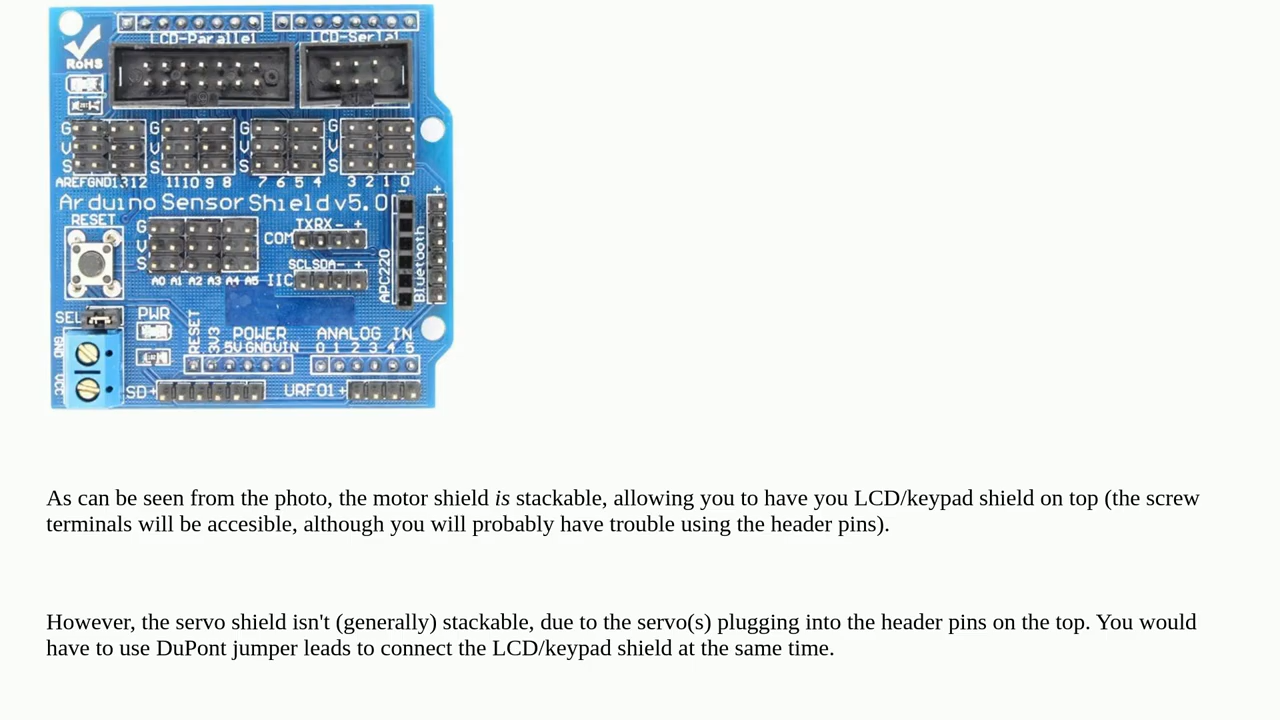 LCD-Parallel LCD-Serial
RoHS
G G G G
V V V V
S S S S
AREFGND1312 1110 9 8 7 6 5 4 3 2 1 0
- +
Arduino Sensor Shield v5.0
RESET
G
V
S
A0 A1 A2 A3 A4 A5
TXRX- +
COM
SCLSDA- +
IIC
APC220
Bluetooth
SEL PWR
RESET
3V3
POWER
5V GNDVIN
ANALOG IN
0 1 2 3 4 5
GND
VCC
SD+ URF01+
As can be seen from the photo, the motor shield is stackable, allowing you to have you LCD/keypad shield on top (the screw
terminals will be accesible, although you will probably have trouble using the header pins).
However, the servo shield isn't (generally) stackable, due to the servo(s) plugging into the header pins on the top. You would
have to use DuPont jumper leads to connect the LCD/keypad shield at the same time.